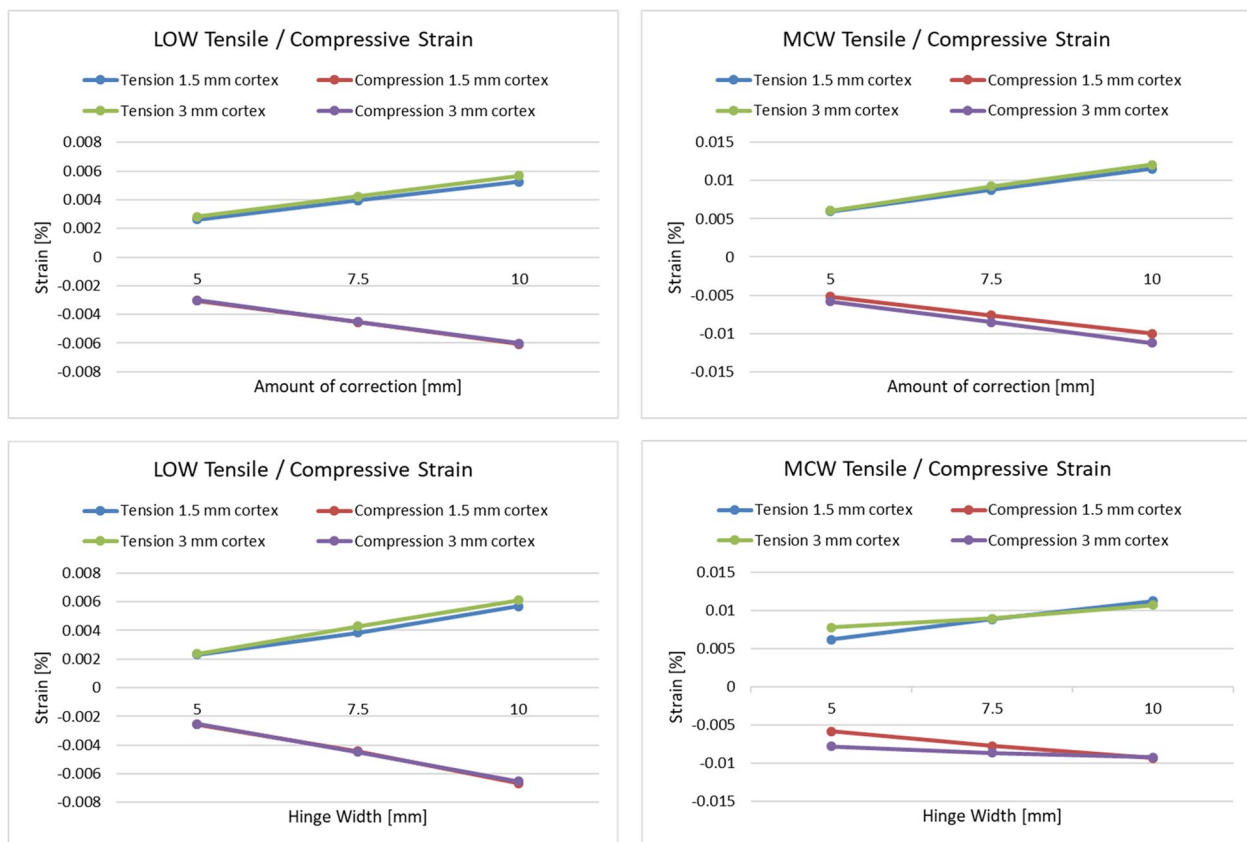 LOW Tensile / Compressive Strain
Tension 1.5 mm cortex Compression 1.5 mm cortex
Tension 3 mm cortex Compression 3 mm cortex
0.008
0.006
0.004
0.002
0
-0.002
-0.004
-0.006
-0.008
Strain [%]
5 7.5 10
Amount of correction [mm]
MCW Tensile / Compressive Strain
Tension 1.5 mm cortex Compression 1.5 mm cortex
Tension 3 mm cortex Compression 3 mm cortex
0.015
0.01
0.005
0
-0.005
-0.01
-0.015
Strain [%]
5 7.5 10
Amount of correction [mm]
LOW Tensile / Compressive Strain
Tension 1.5 mm cortex Compression 1.5 mm cortex
Tension 3 mm cortex Compression 3 mm cortex
0.008
0.006
0.004
0.002
0
-0.002
-0.004
-0.006
-0.008
Strain [%]
5 7.5 10
Hinge Width [mm]
MCW Tensile / Compressive Strain
Tension 1.5 mm cortex Compression 1.5 mm cortex
Tension 3 mm cortex Compression 3 mm cortex
0.015
0.01
0.005
0
-0.005
-0.01
-0.015
Strain [%]
5 7.5 10
Hinge Width [mm]